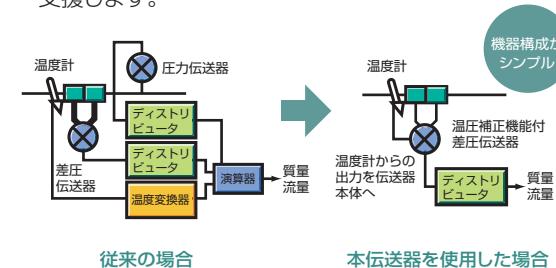 支援します。
機器構成が
シンプル
温度計
圧力伝送器
ディストリ
ビュータ
差圧
伝送器
ディストリ
ビュータ
温度変換器
演算器
質量
流量
従来の場合
温度計
温圧補正機能付
差圧伝送器
温度計からの
出力を伝送器
本体へ
ディストリ
ビュータ
質量
流量
本伝送器を使用した場合